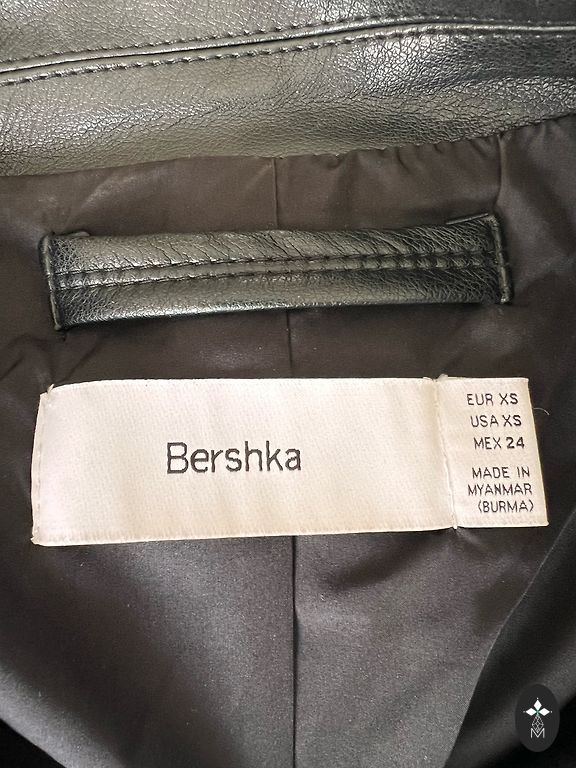 Bershka
EUR XS
USA XS
MEX 24
MADE IN
MYANMAR
(BURMA)
M